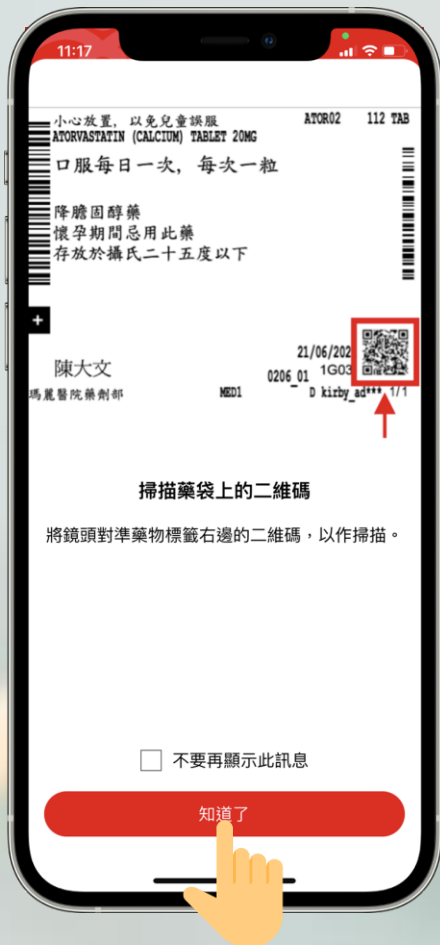 11:17
小心放置，以免兒童誤服
ATOR02 112 TAB
ATORVASTATIN (CALCIUM) TABLET 20MG
口服每日一次，每次一粒
降膽固醇藥
懷孕期間忌用此藥
存放於攝氏二十五度以下
21/06/202
陳大文
0206_01 1G03
瑪麗醫院藥劑部 MED1 D kirby_ad*** 1/1
掃描藥袋上的二維碼
將鏡頭對準藥物標籤右邊的二維碼，以作掃描。
不要再顯示此訊息
知道了